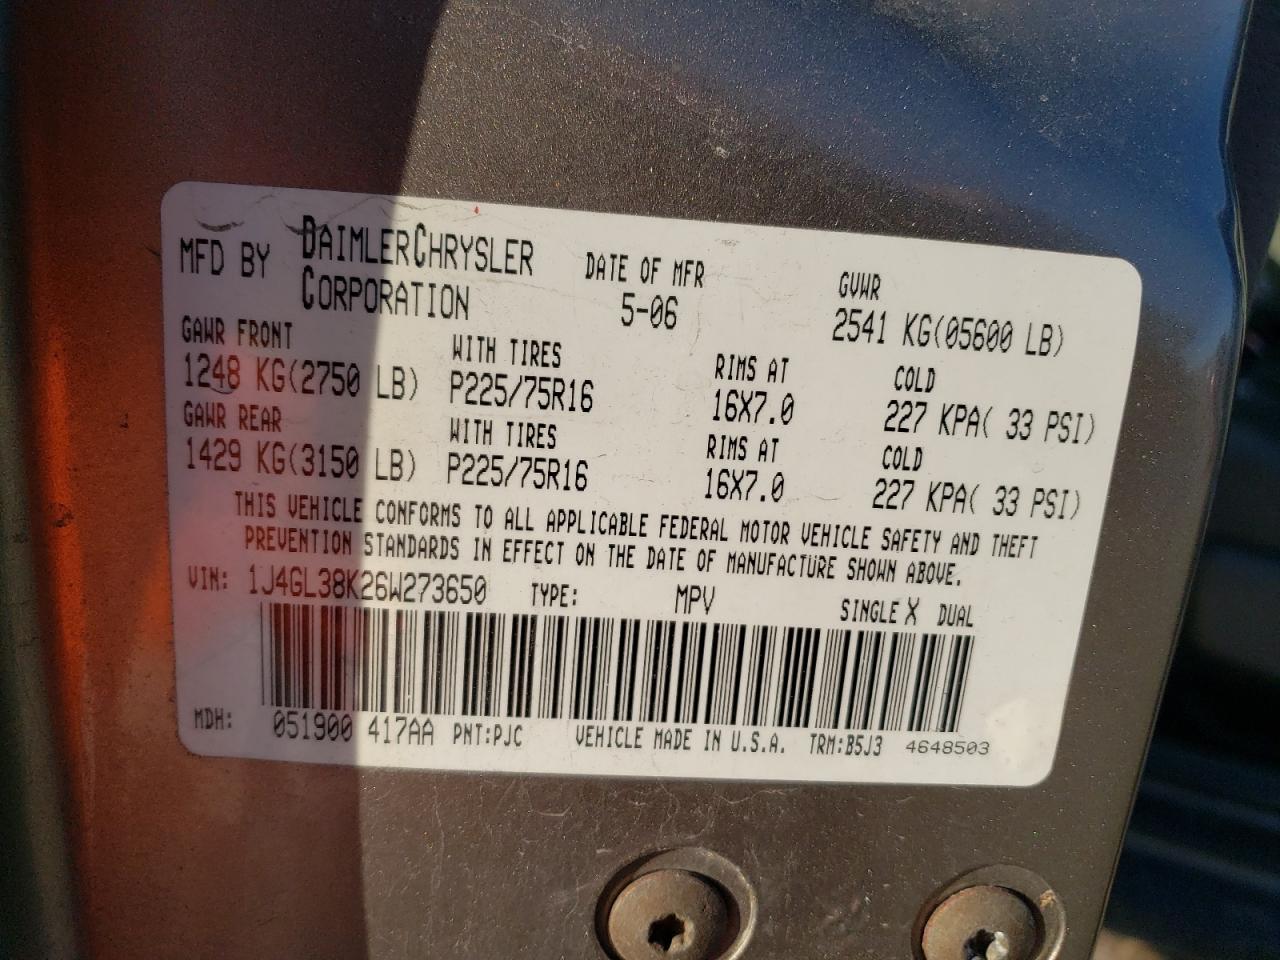 MFD BY DAIMLERCHRYSLER CORPORATION DATE OF MFR 5-06 GVWR 2541 KG(05600 LB)
GAWR FRONT WITH TIRES RIMS AT COLD
1248 KG(2750 LB) P225/75R16 16X7.0 227 KPA( 33 PSI)
GAWR REAR WITH TIRES RIMS AT COLD
1429 KG(3150 LB) P225/75R16 16X7.0 227 KPA( 33 PSI)
THIS VEHICLE CONFORMS TO ALL APPLICABLE FEDERAL MOTOR VEHICLE SAFETY AND THEFT
PREVENTION STANDARDS IN EFFECT ON THE DATE OF MANUFACTURE SHOWN ABOVE.
VIN: 1J4GL38K26W273650 TYPE: MPV SINGLE X DUAL
MDH: 051900 417AA PNT:PJC VEHICLE MADE IN U.S.A. TRM:B5J3 4648503